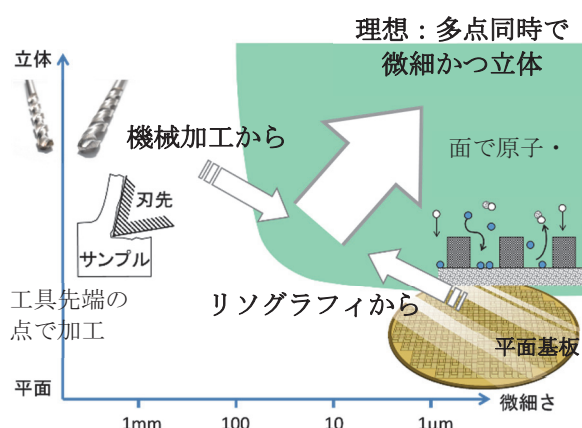 理想：多点同時で
微細かつ立体
立体
機械加工から
面で原子・
刃先
サンプル
工具先端の
点で加工
リソグラフィから
平面基板
平面
微細さ
1mm
100
10
1μm